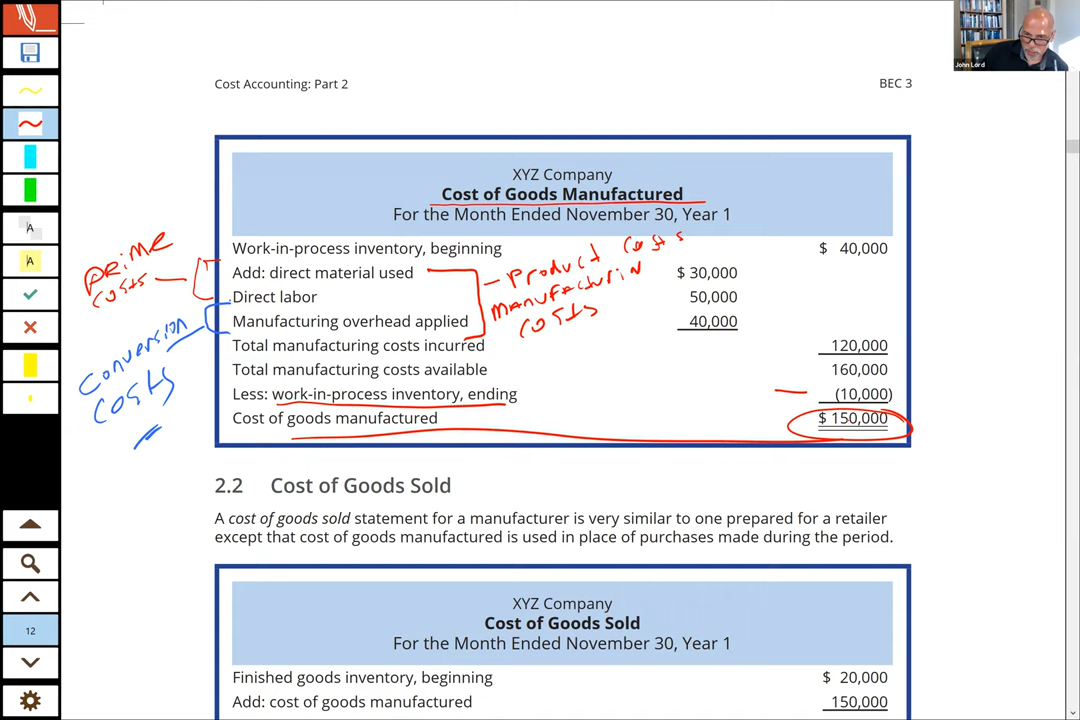 John Lord
Cost Accounting: Part 2 BEC 3
XYZ Company
Cost of Goods Manufactured
For the Month Ended November 30, Year 1
Work-in-process inventory, beginning $ 40,000
Add: direct material used $ 30,000
Direct labor 50,000
Manufacturing overhead applied 40,000
Total manufacturing costs incurred 120,000
Total manufacturing costs available 160,000
Less: work-in-process inventory, ending (10,000)
Cost of goods manufactured $ 150,000
PRime
costs
Conversion
costs
- Product costs
manufacturin
costs
2.2 Cost of Goods Sold
A cost of goods sold statement for a manufacturer is very similar to one prepared for a retailer
except that cost of goods manufactured is used in place of purchases made during the period.
XYZ Company
Cost of Goods Sold
For the Month Ended November 30, Year 1
Finished goods inventory, beginning $ 20,000
Add: cost of goods manufactured 150,000
A
A
12